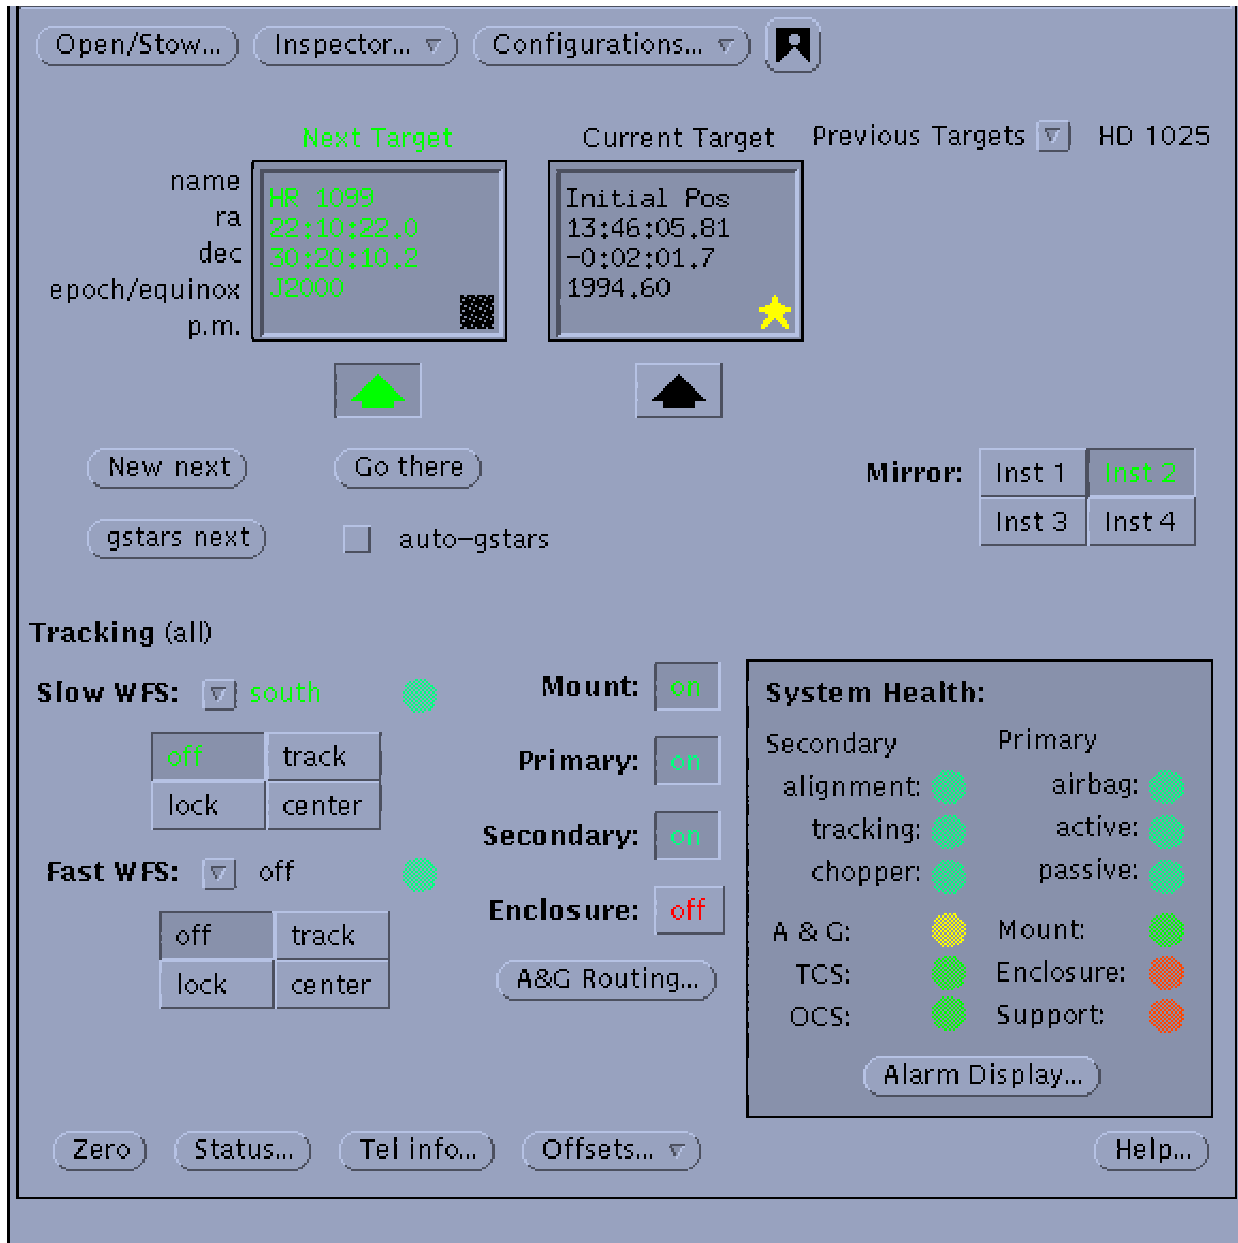 Open/Stow... Inspector... Configurations...
Next Target Current Target Previous Targets HD 1025
name HR 1099 Initial Pos
ra 22:10:22.0 13:46:05.81
dec 30:20:10.2 -0:02:01.7
epoch/equinox J2000 1994.60
p.m.
New next Go there
Mirror: Inst 1 Inst 2
Inst 3 Inst 4
gstars next auto-gstars
Tracking (all)
Slow WFS: south
off track
lock center
Fast WFS: off
off track
lock center
Mount: on
Primary: on
Secondary: on
Enclosure: off
A&G Routing...
System Health:
Secondary Primary
alignment: airbag:
tracking: active:
chopper: passive:
A & G: Mount:
TCS: Enclosure:
OCS: Support:
Alarm Display...
Zero Status... Tel info... Offsets... Help...